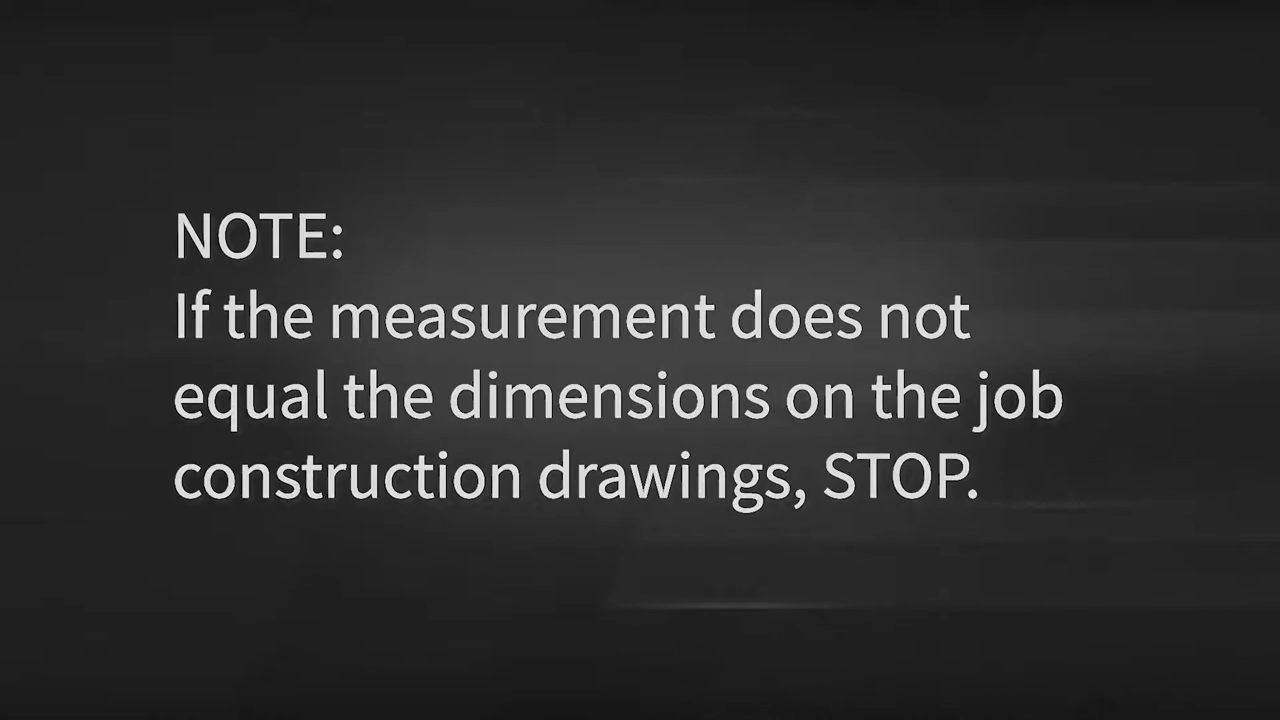 NOTE:
If the measurement does not
equal the dimensions on the job
construction drawings, STOP.